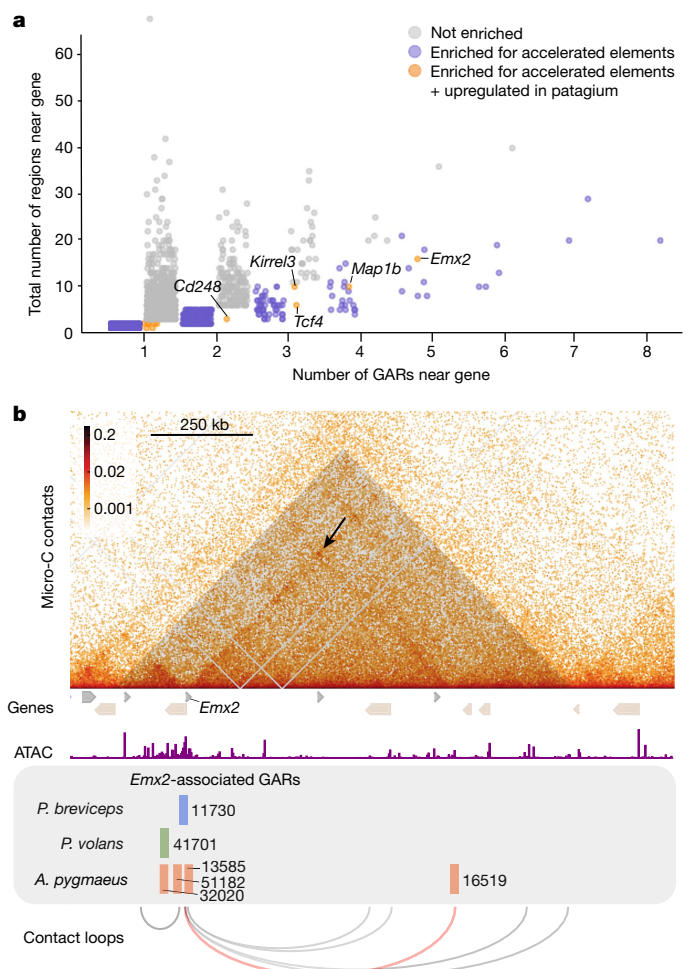 a
Not enriched
Enriched for accelerated elements
Enriched for accelerated elements
+ upregulated in patagium
Total number of regions near gene
60
50
40
30
20
10
0
Kirrel3
Cd248
Map1b
Emx2
Tcf4
1 2 3 4 5 6 7 8
Number of GARs near gene
b
250 kb
0.2
0.02
0.001
Micro-C contacts
Genes
Emx2
ATAC
Emx2-associated GARs
P. breviceps
11730
P. volans
41701
A. pygmaeus
13585
51182
32020
16519
Contact loops